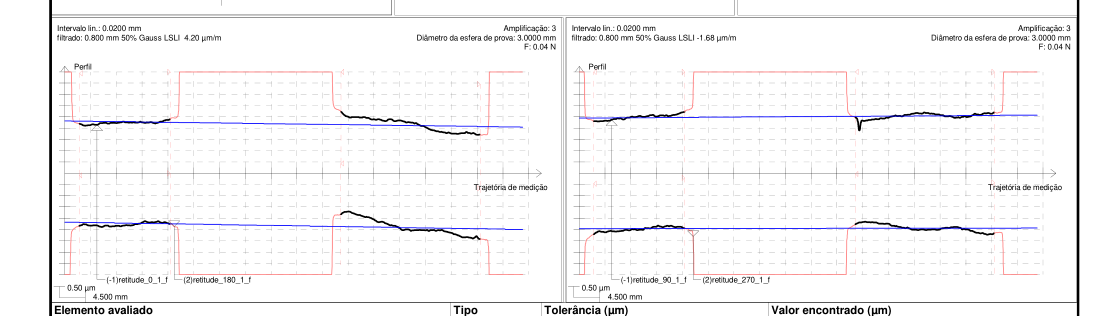 Intervalo lin.: 0.0200 mm
Amplificação: 3
filtrado: 0.800 mm 50% Gauss LSLI  4.20 µm/m
Diâmetro da esfera de prova: 3.0000 mm
F: 0.04 N
Perfil
Trajetória de medição
(-1)retitude_0_1_f
(2)retitude_180_1_f
0.50 µm
4.500 mm
Intervalo lin.: 0.0200 mm
Amplificação: 3
filtrado: 0.800 mm 50% Gauss LSLI -1.68 µm/m
Diâmetro da esfera de prova: 3.0000 mm
F: 0.04 N
Perfil
Trajetória de medição
(-1)retitude_90_1_f
(2)retitude_270_1_f
0.50 µm
4.500 mm
Elemento avaliado Tipo Tolerância (µm) Valor encontrado (µm)